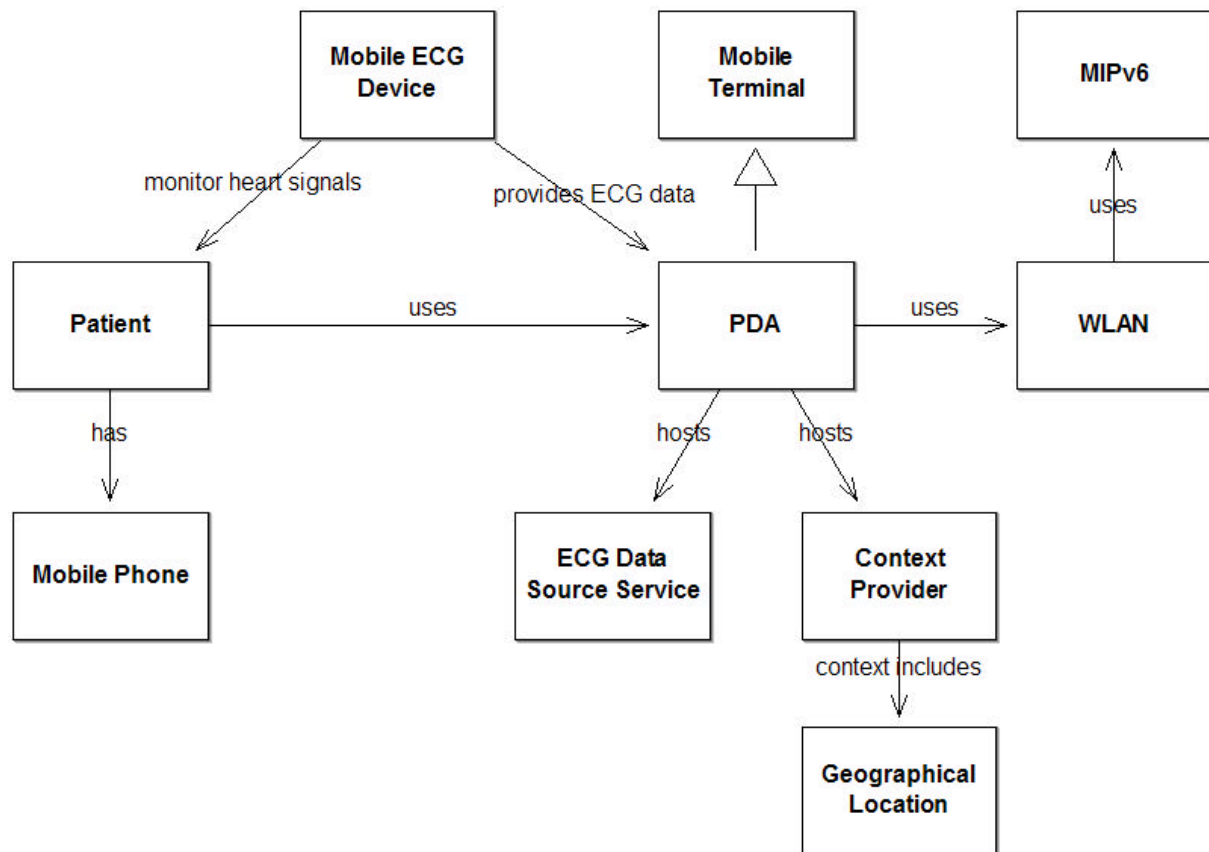 Mobile ECG
Device
Mobile
Terminal
MIPv6
monitor heart signals
provides ECG data
uses
Patient
uses
PDA
uses
WLAN
has
hosts
hosts
Mobile Phone
ECG Data
Source Service
Context
Provider
context includes
Geographical
Location